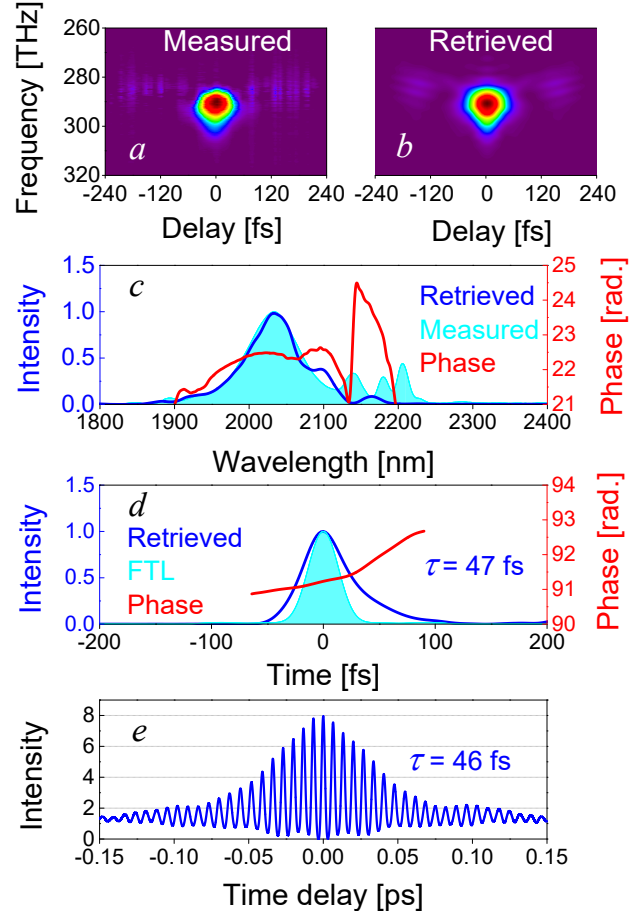 Measured
Retrieved
Frequency [THz]
260
280
300
320
a
b
-240 -120 0 120 240
-240 -120 0 120 240
Delay [fs]
Delay [fs]
c
Intensity
1.5
1.0
0.5
0.0
Retrieved
Measured
Phase
25
24
23
22
21
Phase [rad.]
1800 1900 2000 2100 2200 2300 2400
Wavelength [nm]
d
Intensity
1.5
1.0
0.5
0.0
Retrieved
FTL
Phase
τ = 47 fs
94
93
92
91
90
Phase [rad.]
-200 -100 0 100 200
Time [fs]
e
Intensity
8
6
4
2
0
τ = 46 fs
-0.15 -0.10 -0.05 0.00 0.05 0.10 0.15
Time delay [ps]